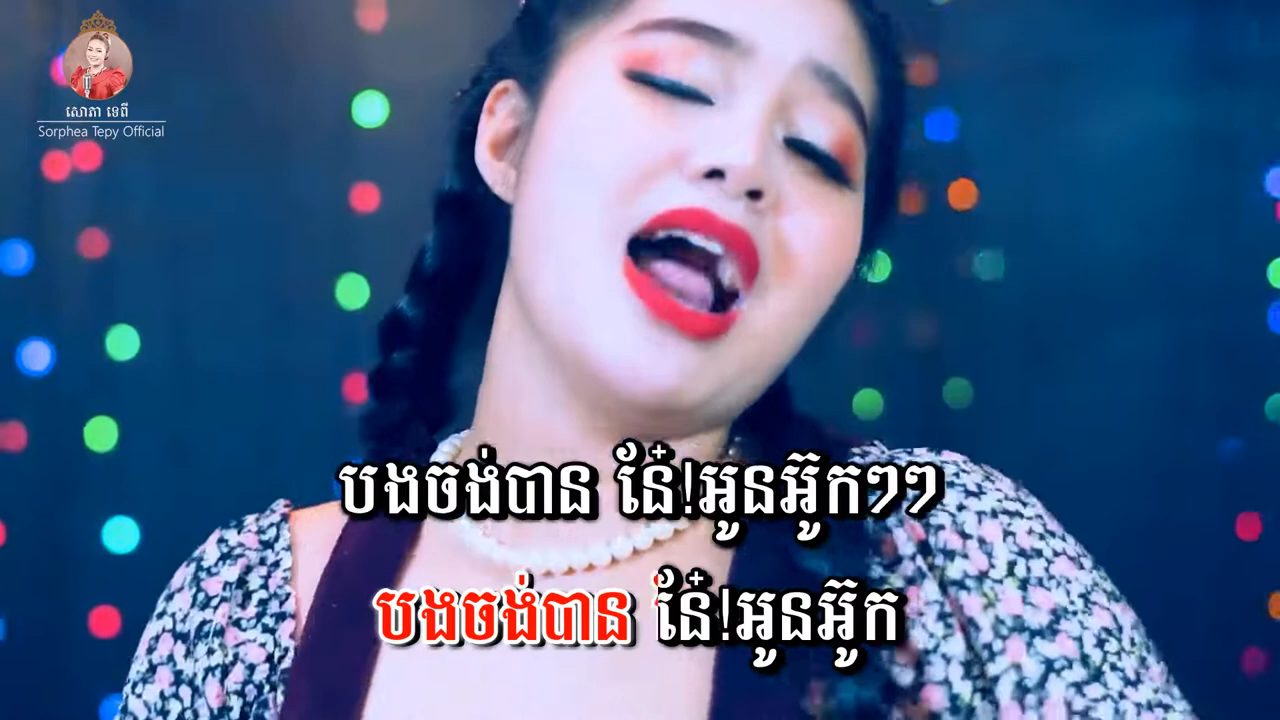 សោភា ទេពី
Sorphea Tepy Official
បងចង់បាន ន៎ែ!អូនអ៊ូកៗៗ
បងចង់បាន ន៎ែ!អូនអ៊ូក